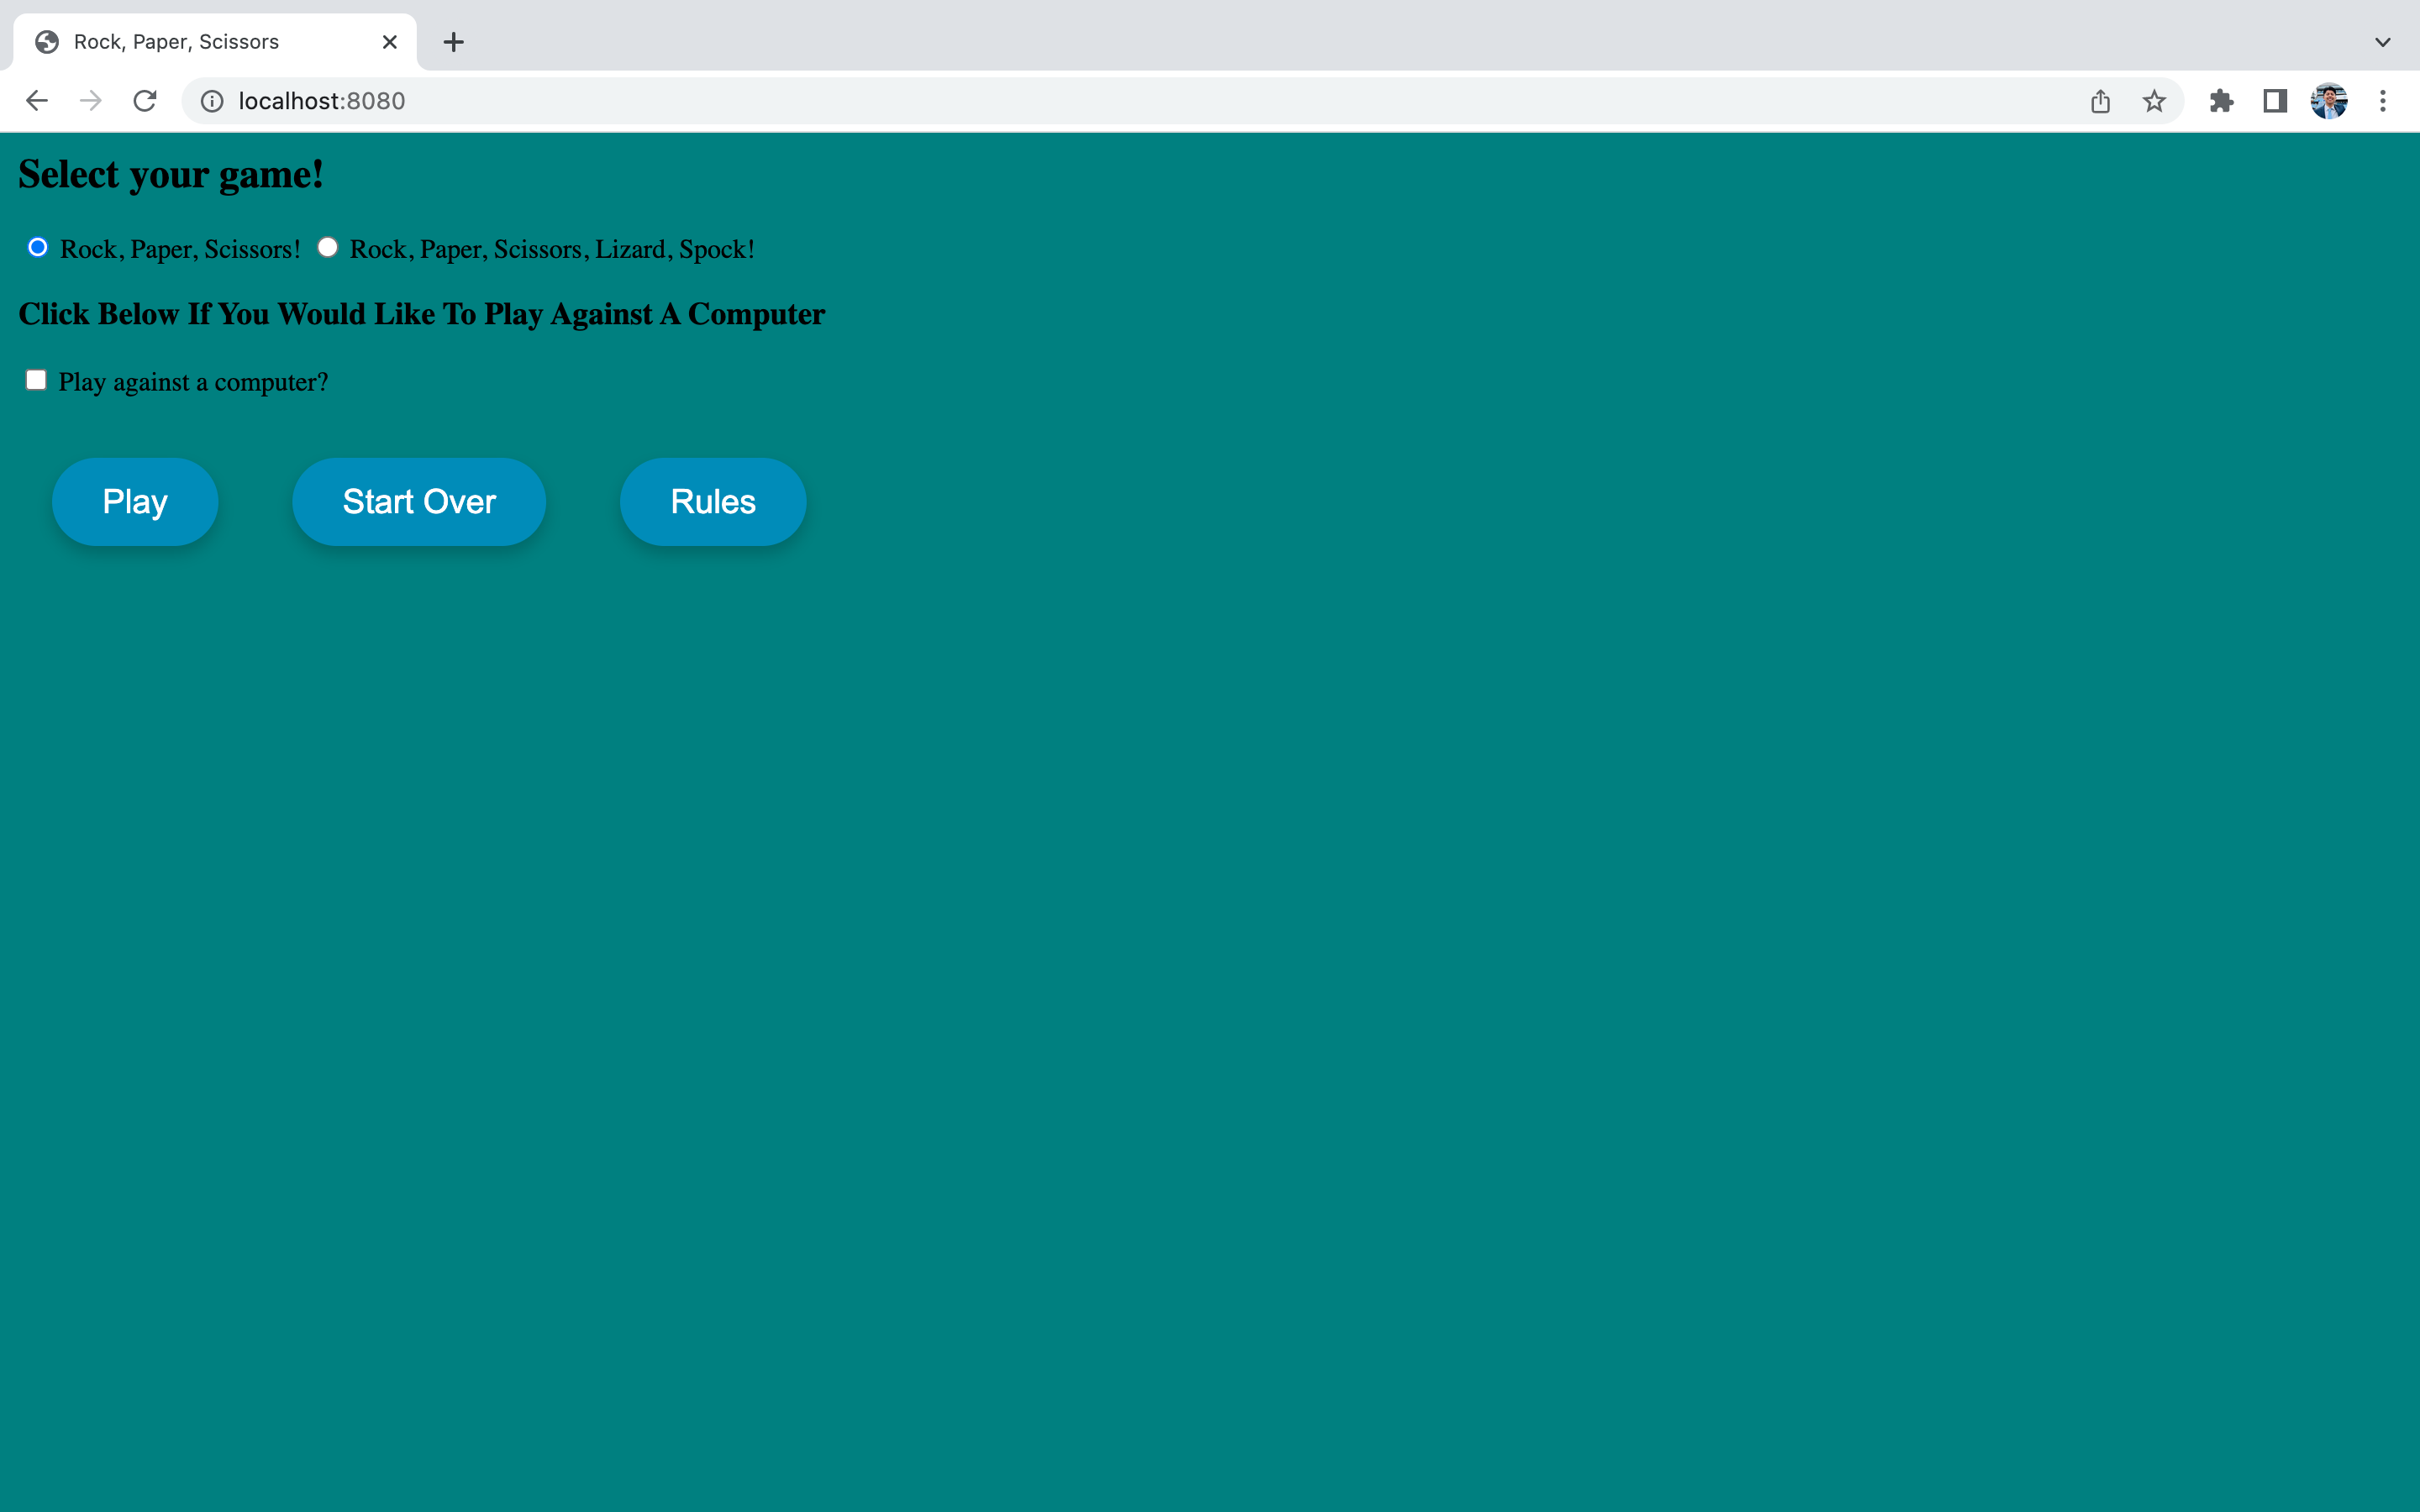 Rock, Paper, Scissors
localhost:8080
Select your game!
Rock, Paper, Scissors! Rock, Paper, Scissors, Lizard, Spock!
Click Below If You Would Like To Play Against A Computer
Play against a computer?
Play Start Over Rules